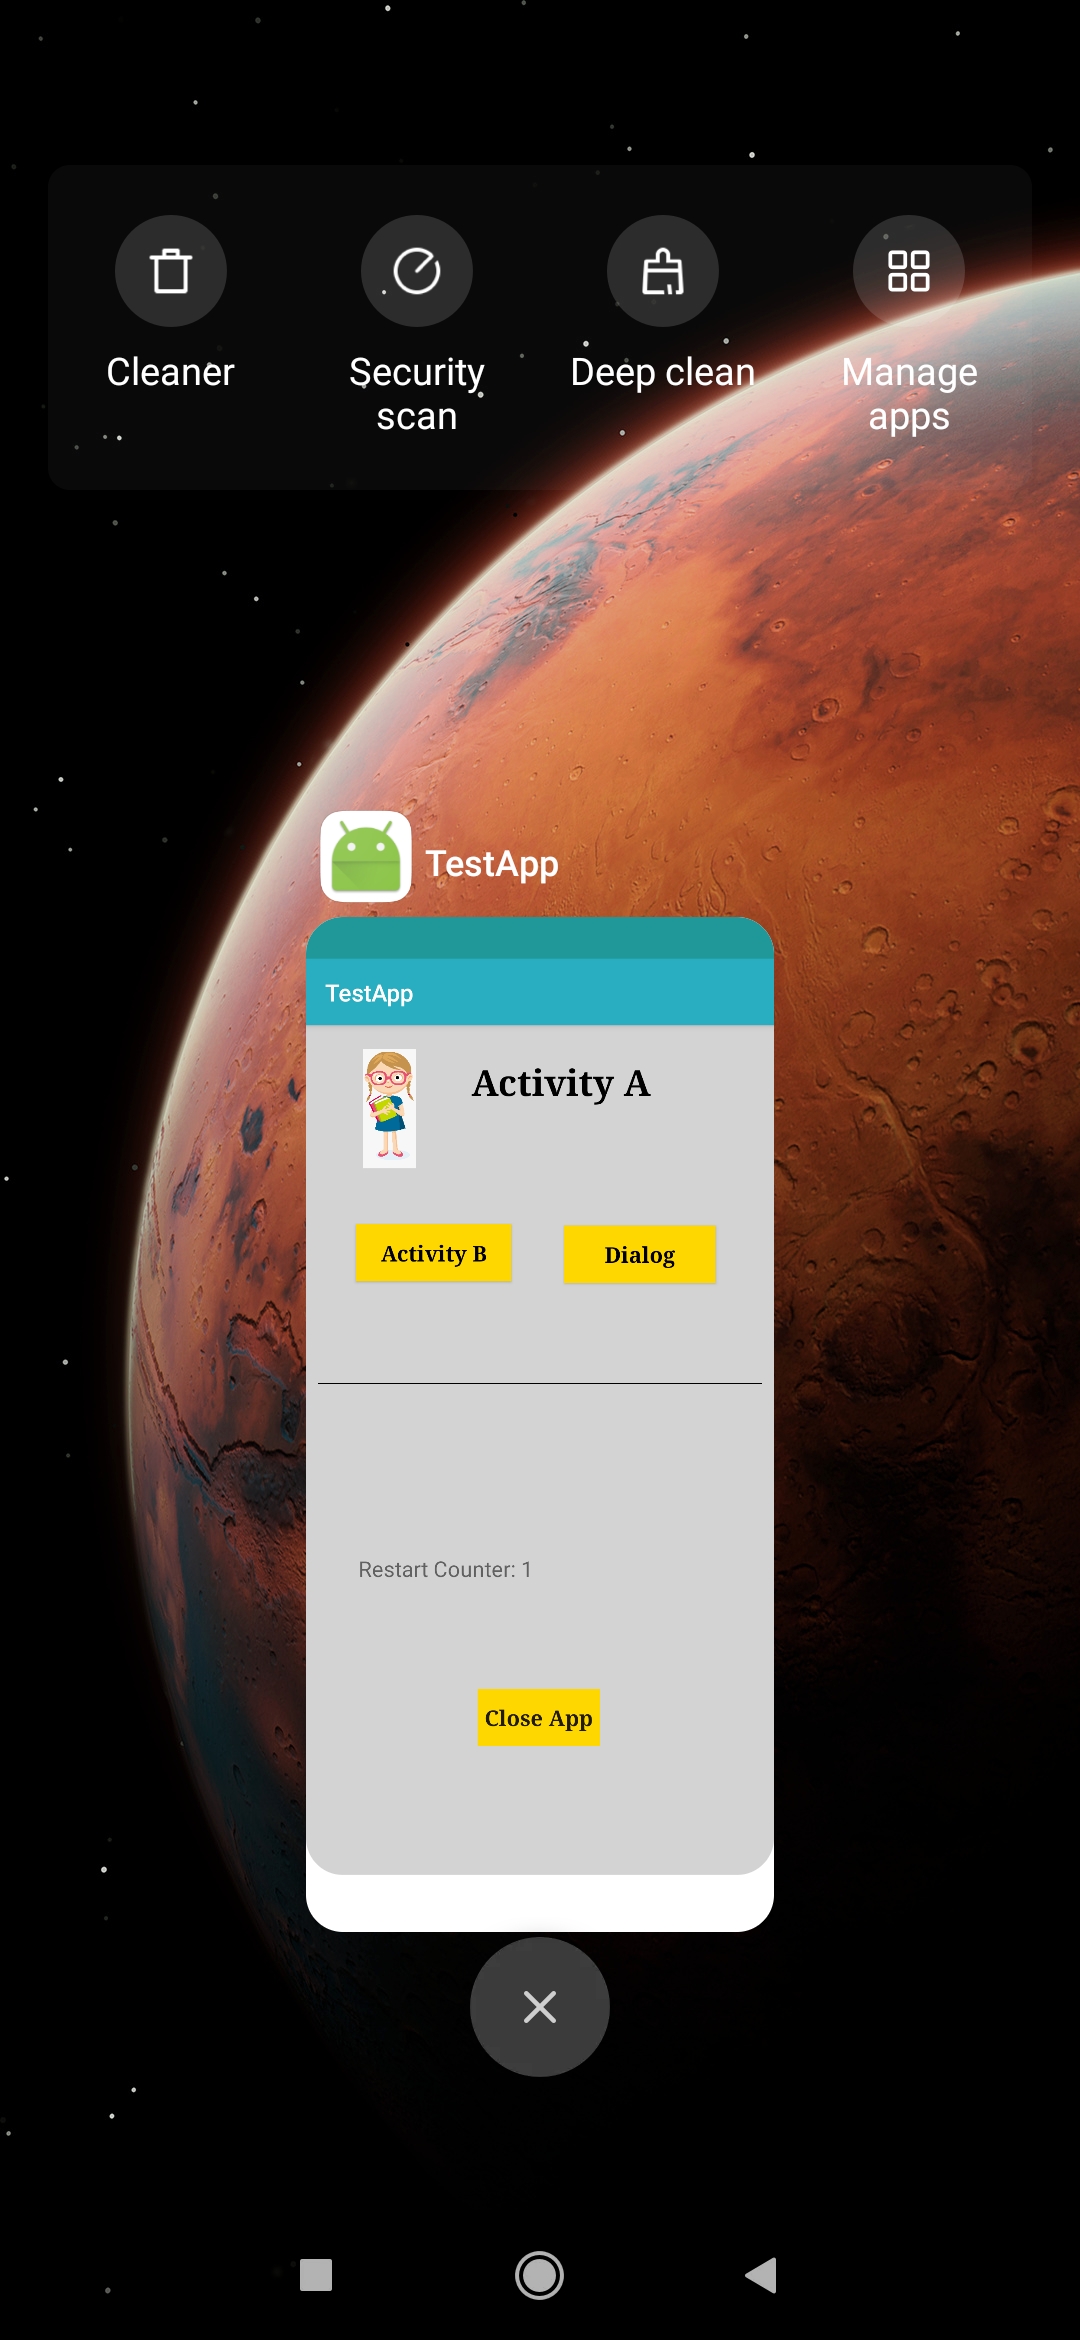 Cleaner
Security scan
Deep clean
Manage apps
TestApp
TestApp
Activity A
Activity B
Dialog
Restart Counter: 1
Close App